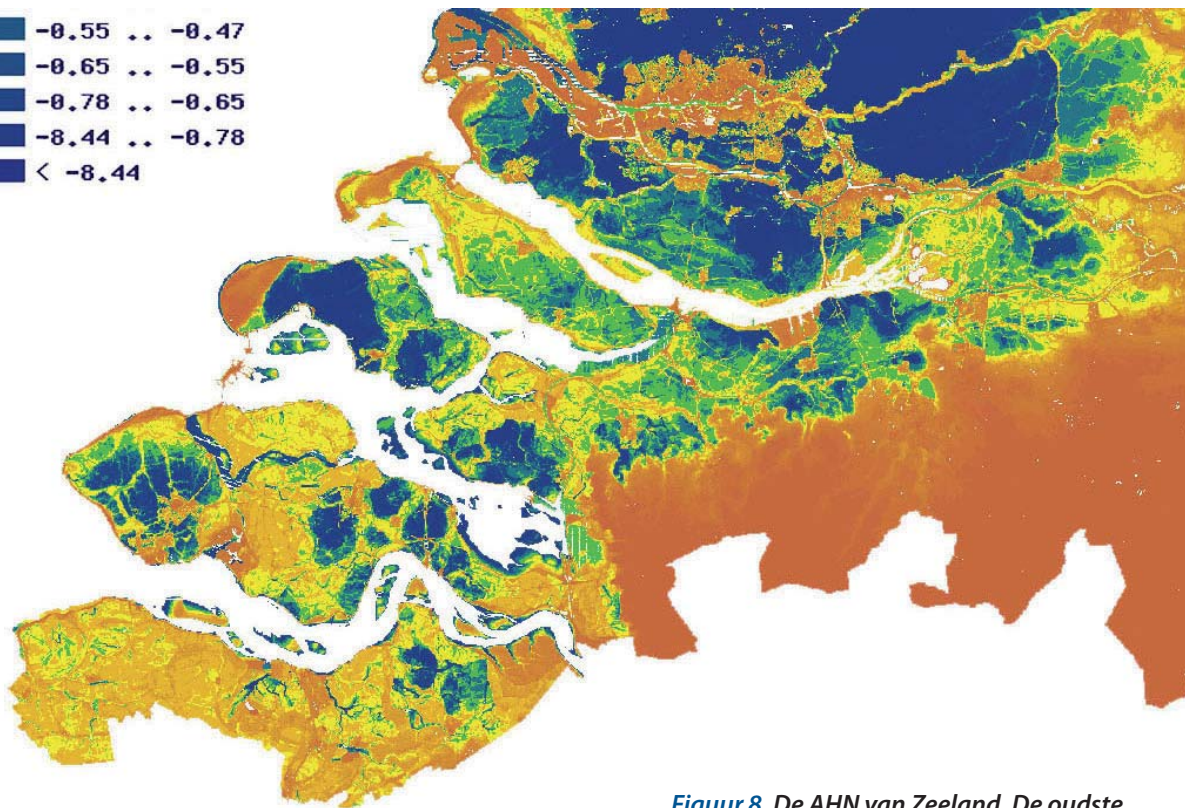 -0.55 .. -0.47
-0.65 .. -0.55
-0.78 .. -0.65
-8.44 .. -0.78
< -8.44
Figuur 8 De AHN van Zeeland. De oudste